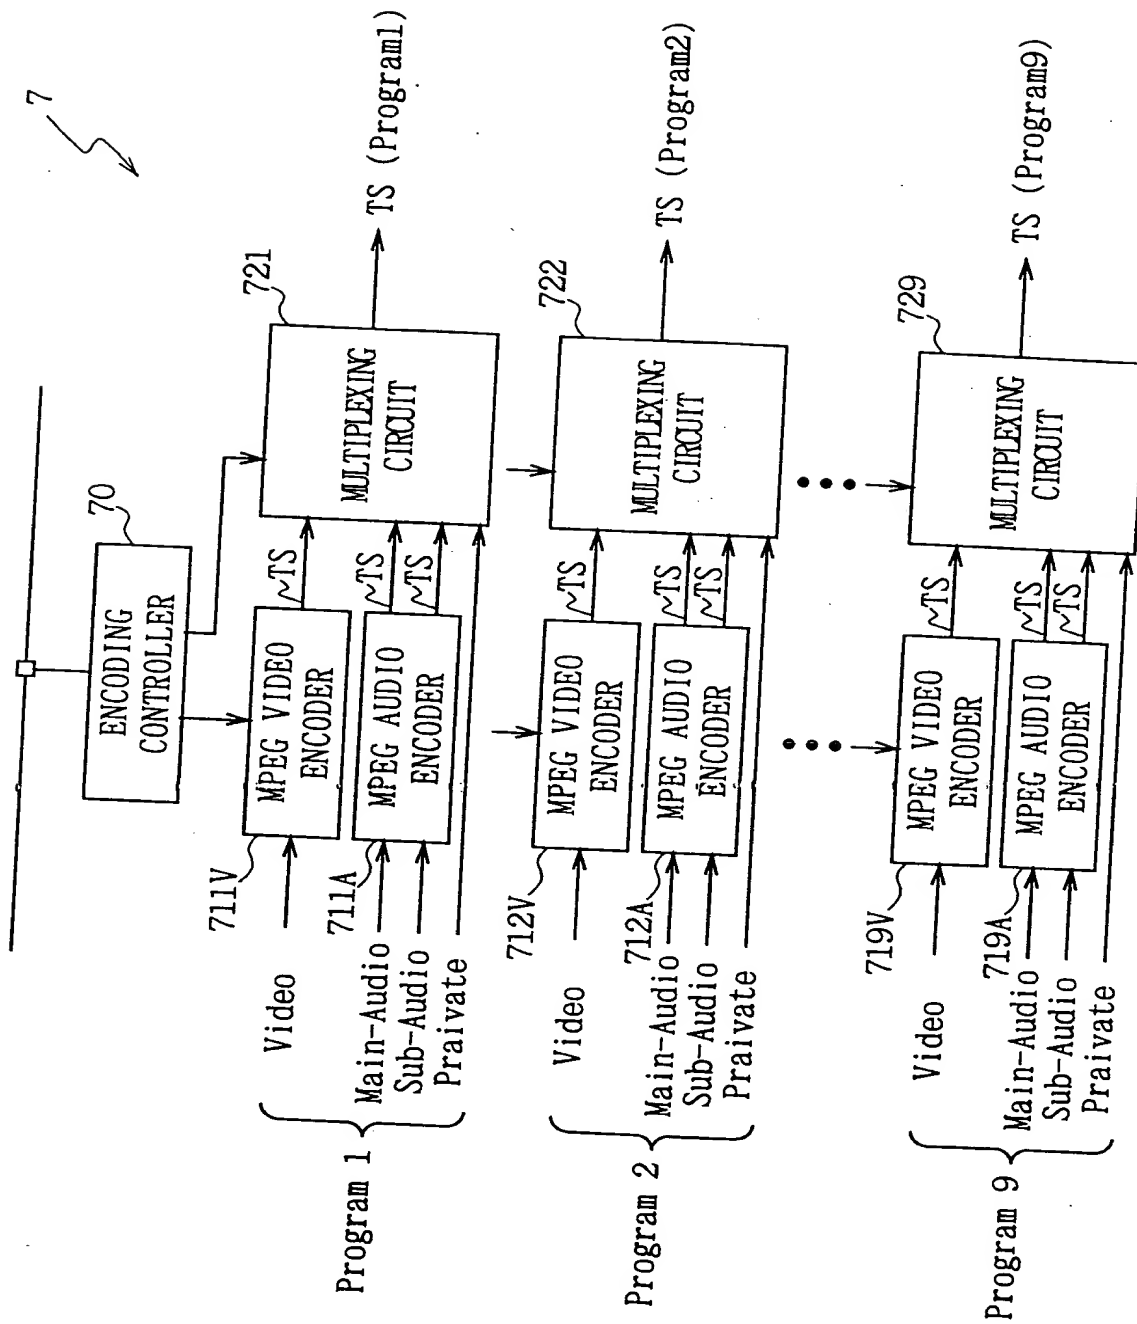 7
70
ENCODING
CONTROLLER
Program 1
Video
Main-Audio
Sub-Audio
Praivate
711V
MPEG VIDEO
ENCODER
711A
MPEG AUDIO
ENCODER
TS
TS
TS
721
MULTIPLEXING
CIRCUIT
TS (Program1)
Program 2
Video
Main-Audio
Sub-Audio
Praivate
712V
MPEG VIDEO
ENCODER
712A
MPEG AUDIO
ENCODER
TS
TS
TS
722
MULTIPLEXING
CIRCUIT
TS (Program2)
Program 9
Video
Main-Audio
Sub-Audio
Praivate
719V
MPEG VIDEO
ENCODER
719A
MPEG AUDIO
ENCODER
TS
TS
TS
729
MULTIPLEXING
CIRCUIT
TS (Program9)